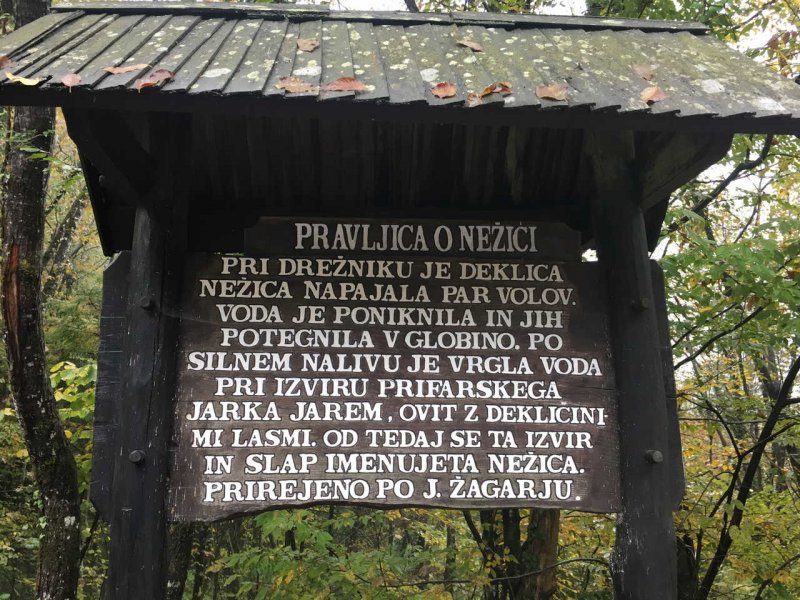 PRAVLJICA O NEŽICI
PRI DREŽNIKU JE DEKLICA
NEŽICA NAPAJALA PAR VOLOV.
VODA JE PONIKNILA IN JIH
POTEGNILA V GLOBINO. PO
SILNEM NALIVU JE VRGLA VODA
PRI IZVIRU PRIFARSKEGA
JARKA JAREM, OVIT Z DEKLICINI-
MI LASMI. OD TEDAJ SE TA IZVIR
IN SLAP IMENUJETA NEŽICA.
PRIREJENO PO J. ŽAGARJU.